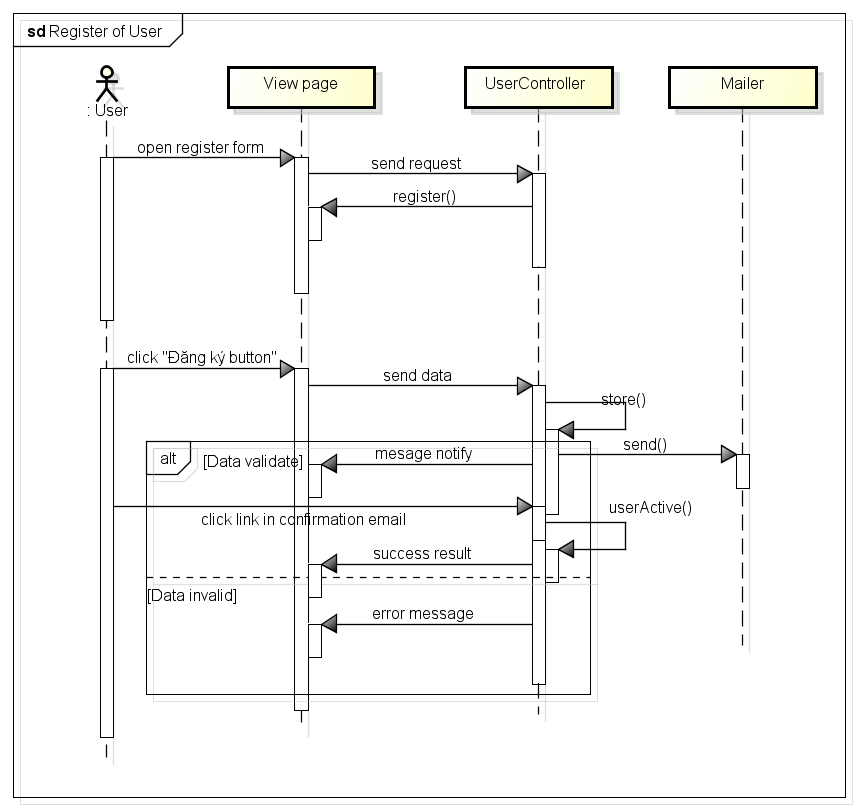 sd Register of User
: User
View page
UserController
Mailer
open register form
send request
register()
click "Đăng ký button"
send data
store()
send()
alt
[Data validate]
mesage notify
click link in confirmation email
userActive()
success result
[Data invalid]
error message